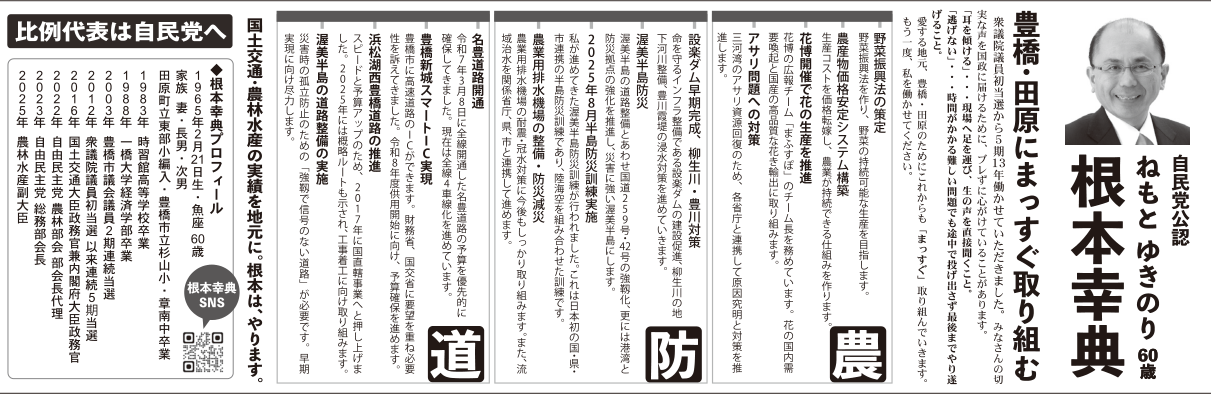 自民党公認
ねもと ゆきのり 60歳
根本幸典
豊橋・田原にまっすぐ取り組む
衆議院議員初当選から5期13年働かせていただきました。みなさんの切
実な声を国政に届けるために、ブレずに心がけていることがあります。
「耳を傾ける」・・・現場へ足を運び、生の声を直接聞くこと。
「逃げない」・・・時間がかかる難しい問題でも途中で投げ出さず最後までやり遂
げること。
愛する地元、豊橋・田原のためにこれからも「まっすぐ」取り組んでいきます。
もう一度、私を働かせてください。
農
野菜振興法の策定
野菜振興法を作り、野菜の持続可能な生産を目指します。
農産物価格安定システム構築
生産コストを価格転嫁し、農業が持続できる仕組みを作ります。
花博開催で花の生産を推進
花博の広報チーム「まふすぽ」のチーム長を務めています。花の国内需
要喚起と国産の高品質な花き輸出に取り組みます。
アサリ問題への対策
三河湾のアサリ資源回復のため、各省庁と連携して原因究明と対策を推
進します。
防
設楽ダム早期完成、柳生川・豊川対策
命を守るインフラ整備である設楽ダムの建設促進、柳生川の地
下河川整備、豊川霞堤の浸水対策を進めていきます。
渥美半島防災
渥美半島の道路整備とあわせ国道259号・42号の強靭化、更には港湾と
防災拠点の強化を推進し、災害に強い渥美半島にします。
2025年8月半島防災訓練実施
私が進めてきた渥美半島防災訓練が行われました。これは日本初の国・県・
市連携の半島防災訓練であり、陸海空を組み合わせた訓練です。
農業用排水機場の整備・防災減災
農業用排水機場の耐震・冠水対策に今後もしっかり取り組みます。また、流
域治水を関係省庁、県、市と連携して進めます。
道
名豊道路開通
令和7年3月8日に全線開通した名豊道路の予算を優先的に
確保してきました。現在は全線4車線化を進めています。
豊橋新城スマートIC実現
豊橋市に高速道路のICができます。財務省、国交省に要望を重ね必要
性を訴えてきました。令和8年度供用開始に向け、予算確保を進めます。
浜松湖西豊橋道路の推進
スピードと予算アップのため、2017年に国直轄事業へと押し上げま
した。2025年には概略ルートも示され、工事着工に向け取り組みます。
渥美半島の道路整備の実施
災害時の孤立防止のための、「強靭で信号のない道路」が必要です。早期
実現に向け尽力します。
国土交通・農林水産の実績を地元に。根本は、やります。
比例代表は自民党へ
◆根本幸典プロフィール
1965年2月21日生・魚座 60歳
家族 妻・長男・次男
田原町立東部小編入・豊橋市立杉山小・章南中卒業
1983年 時習館高等学校卒業
1988年 一橋大学経済学部卒業
2003年 豊橋市議会議員2期連続当選
2012年 衆議院議員初当選 以来連続5期当選
2016年 国土交通大臣政務官兼内閣府大臣政務官
2022年 自由民主党 農林部会 部会長代理
2023年 自由民主党 総務部会長
2025年 農林水産副大臣
根本幸典
SNS